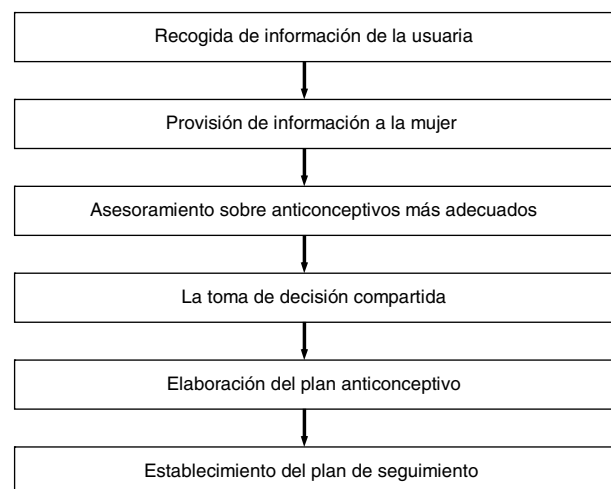 Recogida de información de la usuaria
Provisión de información a la mujer
Asesoramiento sobre anticonceptivos más adecuados
La toma de decisión compartida
Elaboración del plan anticonceptivo
Establecimiento del plan de seguimiento